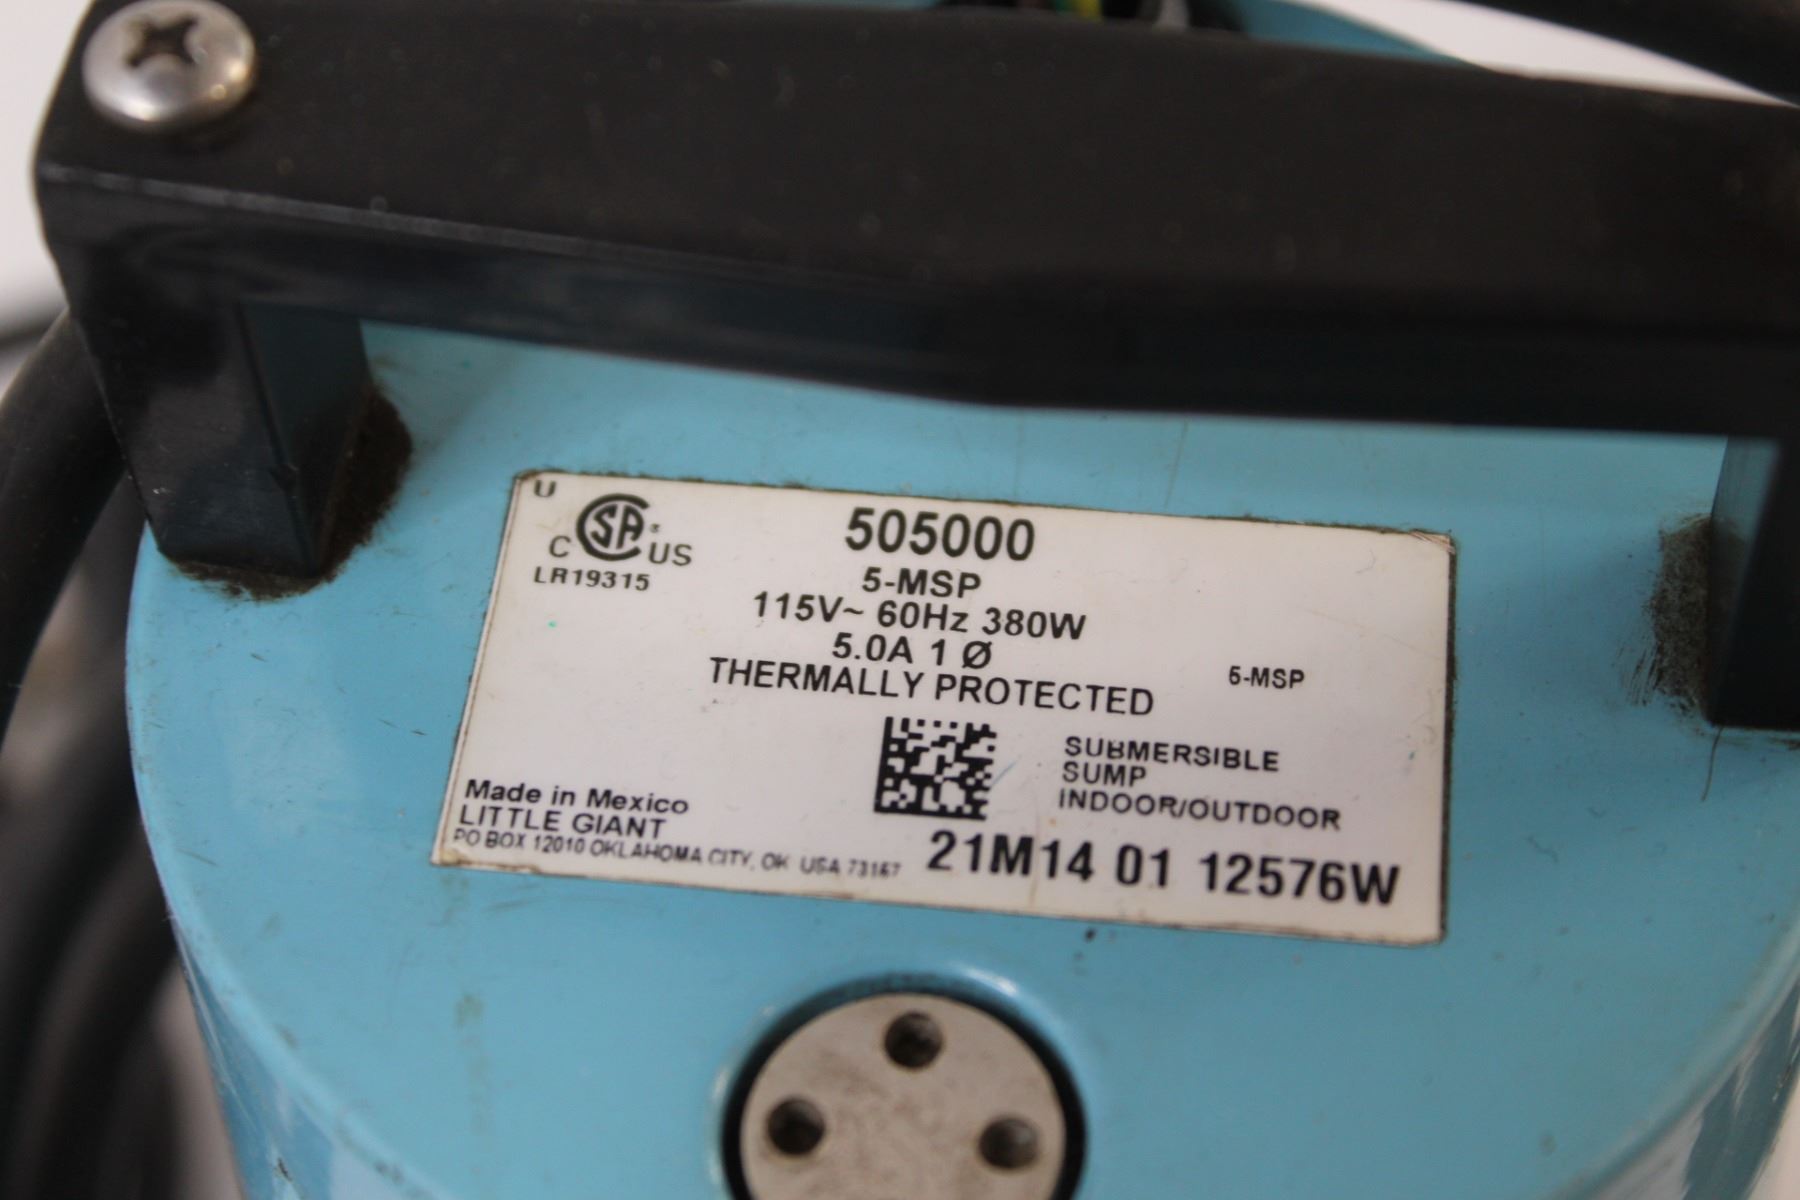 U
C SA® US
LR19315
505000
5-MSP
115V~ 60Hz 380W
5.0A 1 Ø
THERMALLY PROTECTED
5-MSP
SUBMERSIBLE
SUMP
INDOOR/OUTDOOR
Made in Mexico
LITTLE GIANT
PO BOX 12010 OKLAHOMA CITY, OK USA 73157
21M14 01 12576W